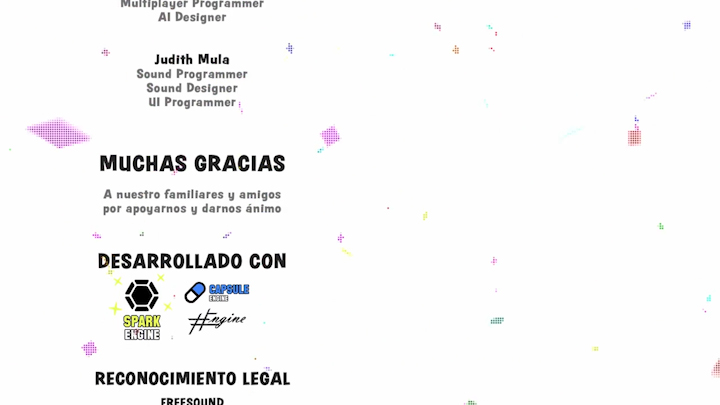 Multiplayer Programmer
AI Designer
Judith Mula
Sound Programmer
Sound Designer
UI Programmer
MUCHAS GRACIAS
A nuestro familiares y amigos
por apoyarnos y darnos ánimo
DESARROLLADO CON
SPARK
ENGINE
CAPSULE
ENGINE
#Engine
RECONOCIMIENTO LEGAL
FREESOUND